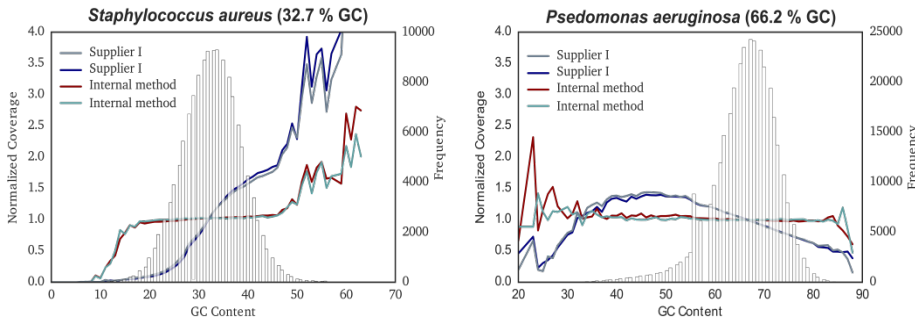 Staphylococcus aureus (32.7 % GC)
4.0
3.5
3.0
2.5
2.0
1.5
1.0
0.5
0.0
Normalized Coverage
Supplier I
Supplier I
Internal method
Internal method
10000
8000
6000
4000
2000
0
Frequency
0
10
20
30
40
50
60
70
GC Content
Psedomonas aeruginosa (66.2 % GC)
4.0
3.5
3.0
2.5
2.0
1.5
1.0
0.5
0.0
Normalized Coverage
Supplier I
Supplier I
Internal method
Internal method
25000
20000
15000
10000
5000
0
Frequency
20
30
40
50
60
70
80
90
GC Content